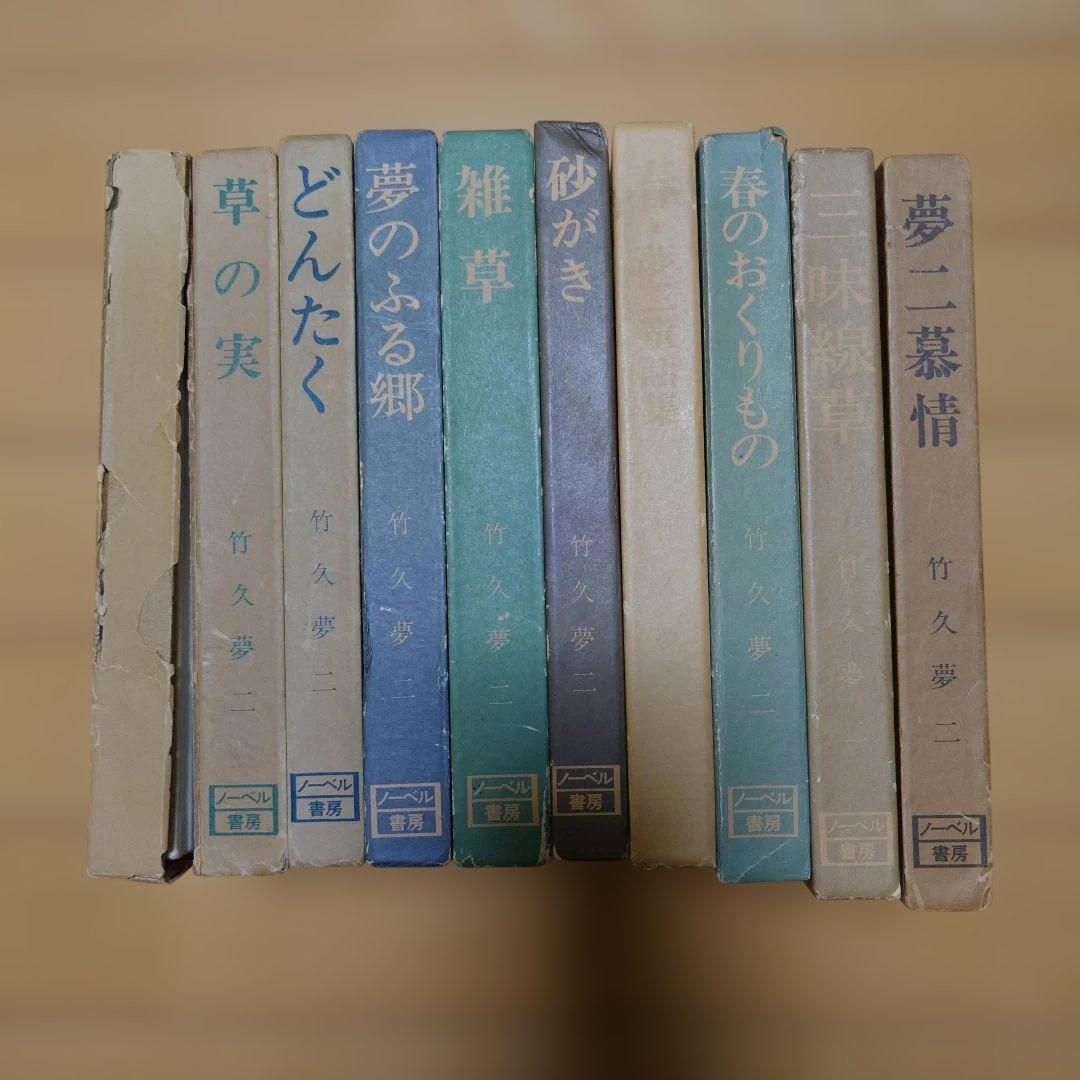 草の実
竹久夢二
ノーベル
書房
どんたく
竹久夢二
ノーベル
書房
夢のふる郷
竹久夢二
ノーベル
書房
雑草
竹久夢二
ノーベル
書房
砂がき
竹久夢二
ノーベル
書房
春のおくりもの
竹久夢二
ノーベル
書房
三味線草
竹久夢二
ノーベル
書房
夢二慕情
竹久夢二
ノーベル
書房